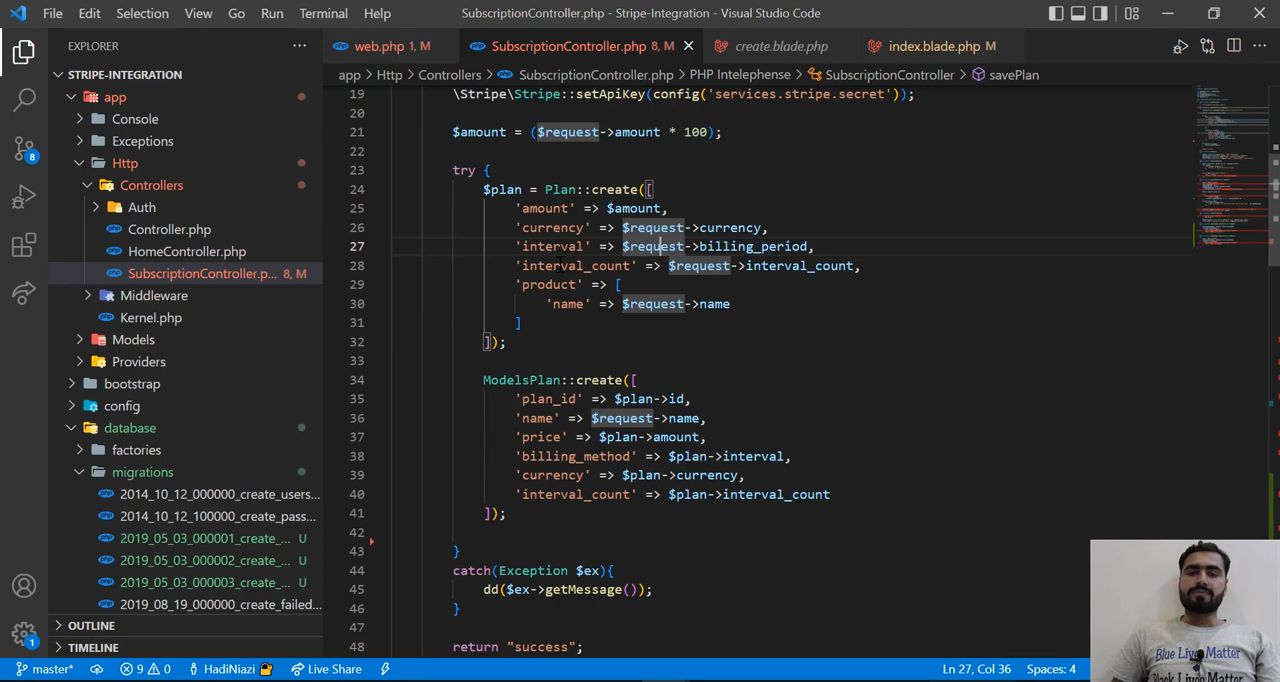 File Edit Selection View Go Run Terminal Help SubscriptionController.php - Stripe-Integration - Visual Studio Code
EXPLORER
web.php 1, M SubscriptionController.php 8, M create.blade.php index.blade.php M
STRIPE-INTEGRATION
app > Http > Controllers > SubscriptionController.php > PHP Intelephense > SubscriptionController > savePlan
app
Console
Exceptions
Http
Controllers
Auth
Controller.php
HomeController.php
SubscriptionController.p... 8, M
Middleware
Kernel.php
Models
Providers
bootstrap
config
database
factories
migrations
2014_10_12_000000_create_users...
2014_10_12_100000_create_pass...
2019_05_03_000001_create_... U
2019_05_03_000002_create_... U
2019_05_03_000003_create_... U
2019_08_19_000000_create_failed...
OUTLINE
TIMELINE
8
1
19 \Stripe\Stripe::setApiKey(config('services.stripe.secret'));
20
21 $amount = ($request->amount * 100);
22
23 try {
24 $plan = Plan::create([
25 'amount' => $amount,
26 'currency' => $request->currency,
27 'interval' => $request->billing_period,
28 'interval_count' => $request->interval_count,
29 'product' => [
30 'name' => $request->name
31 ]
32 ]);
33
34 ModelsPlan::create([
35 'plan_id' => $plan->id,
36 'name' => $request->name,
37 'price' => $plan->amount,
38 'billing_method' => $plan->interval,
39 'currency' => $plan->currency,
40 'interval_count' => $plan->interval_count
41 ]);
42
43 }
44 catch(Exception $ex){
45 dd($ex->getMessage());
46 }
47
48 return "success";
Blue Lives Matter
Black Lives Matter
master* 9 0 HadiNiazi Live Share Ln 27, Col 36 Spaces: 4